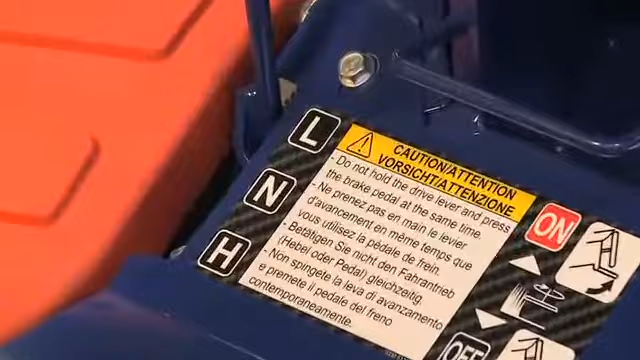 L
N
H
CAUTION/ATTENTION
VORSICHT/ATTENZIONE
- Do not hold the drive lever and press
the brake pedal at the same time.
- Ne prenez pas en main le levier
d'avancement en même temps que
vous utilisez la pédale de frein.
- Betätigen Sie nicht den Fahrantrieb
(Hebel oder Pedal) gleichzeitig.
- Non spingete la leva di avanzamento
e premete il pedale del freno
contemporaneamente.
ON
OFF